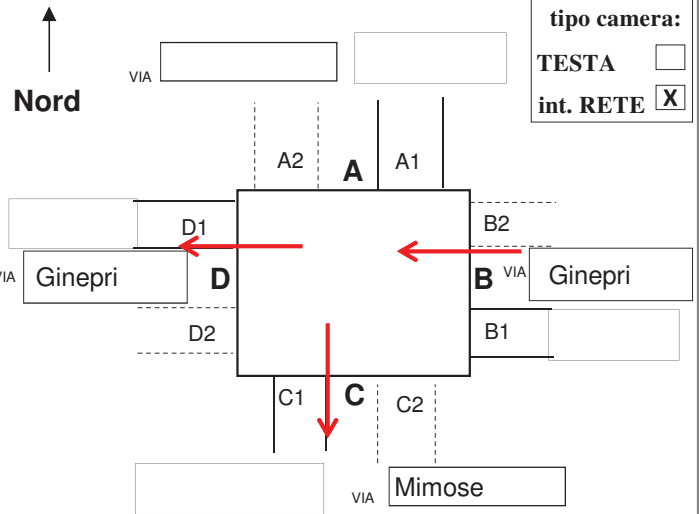 tipo camera:
TESTA
int. RETE X
Nord
VIA
A2 A A1
D1 B2
VIA Ginepri D B VIA Ginepri
D2 B1
C1 C C2
VIA Mimose